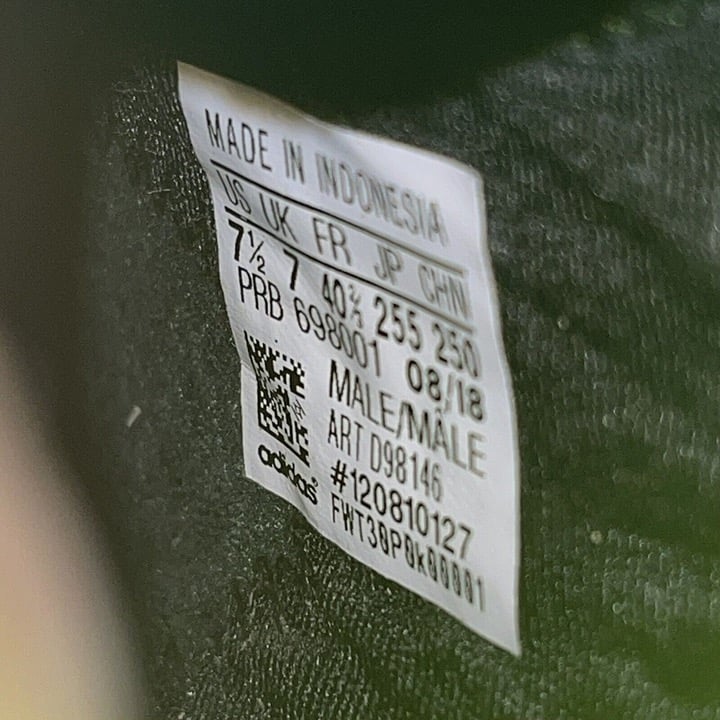 MADE IN INDONESIA
US UK FR JP CHN
7½ 7 40⅔ 255 250
PRB 698001 08/18
MALE/MÂLE
ART D98146
#120810127
adidas®
FWT30P0k00001